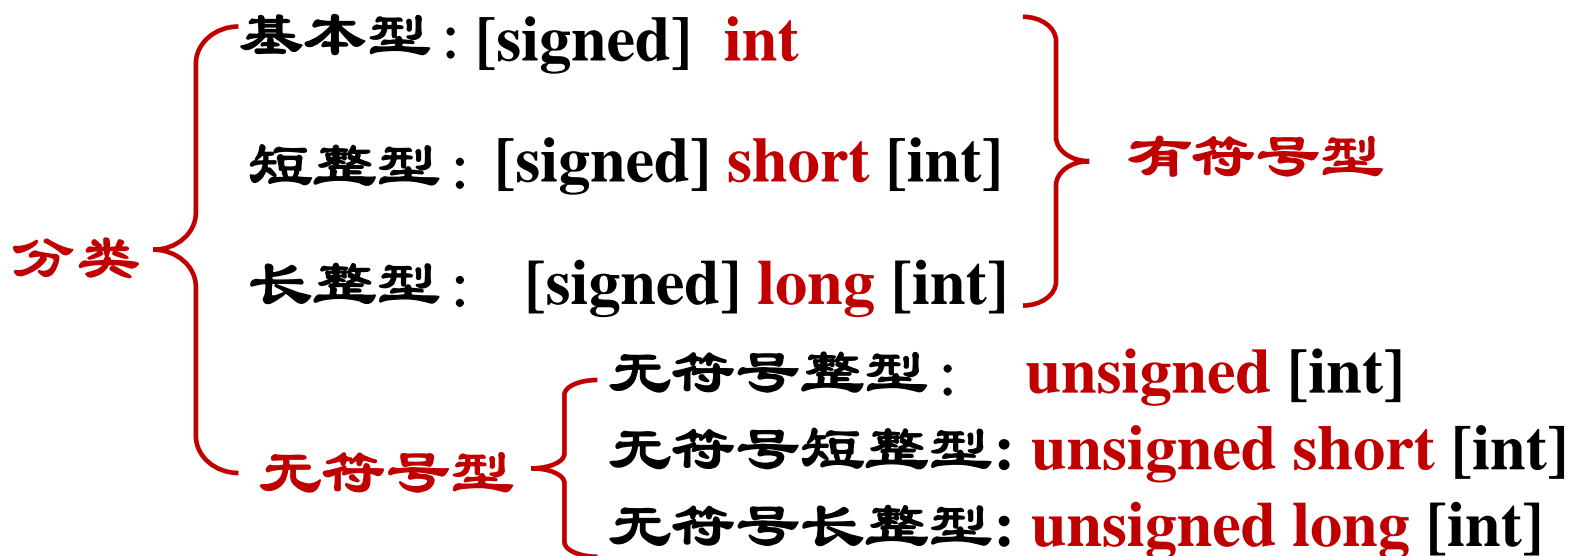 基本型：[signed] int
短整型：[signed] short [int]
有符号型
分类
长整型： [signed] long [int]
无符号整型： unsigned [int]
无符号短整型: unsigned short [int]
无符号型
无符号长整型: unsigned long [int]